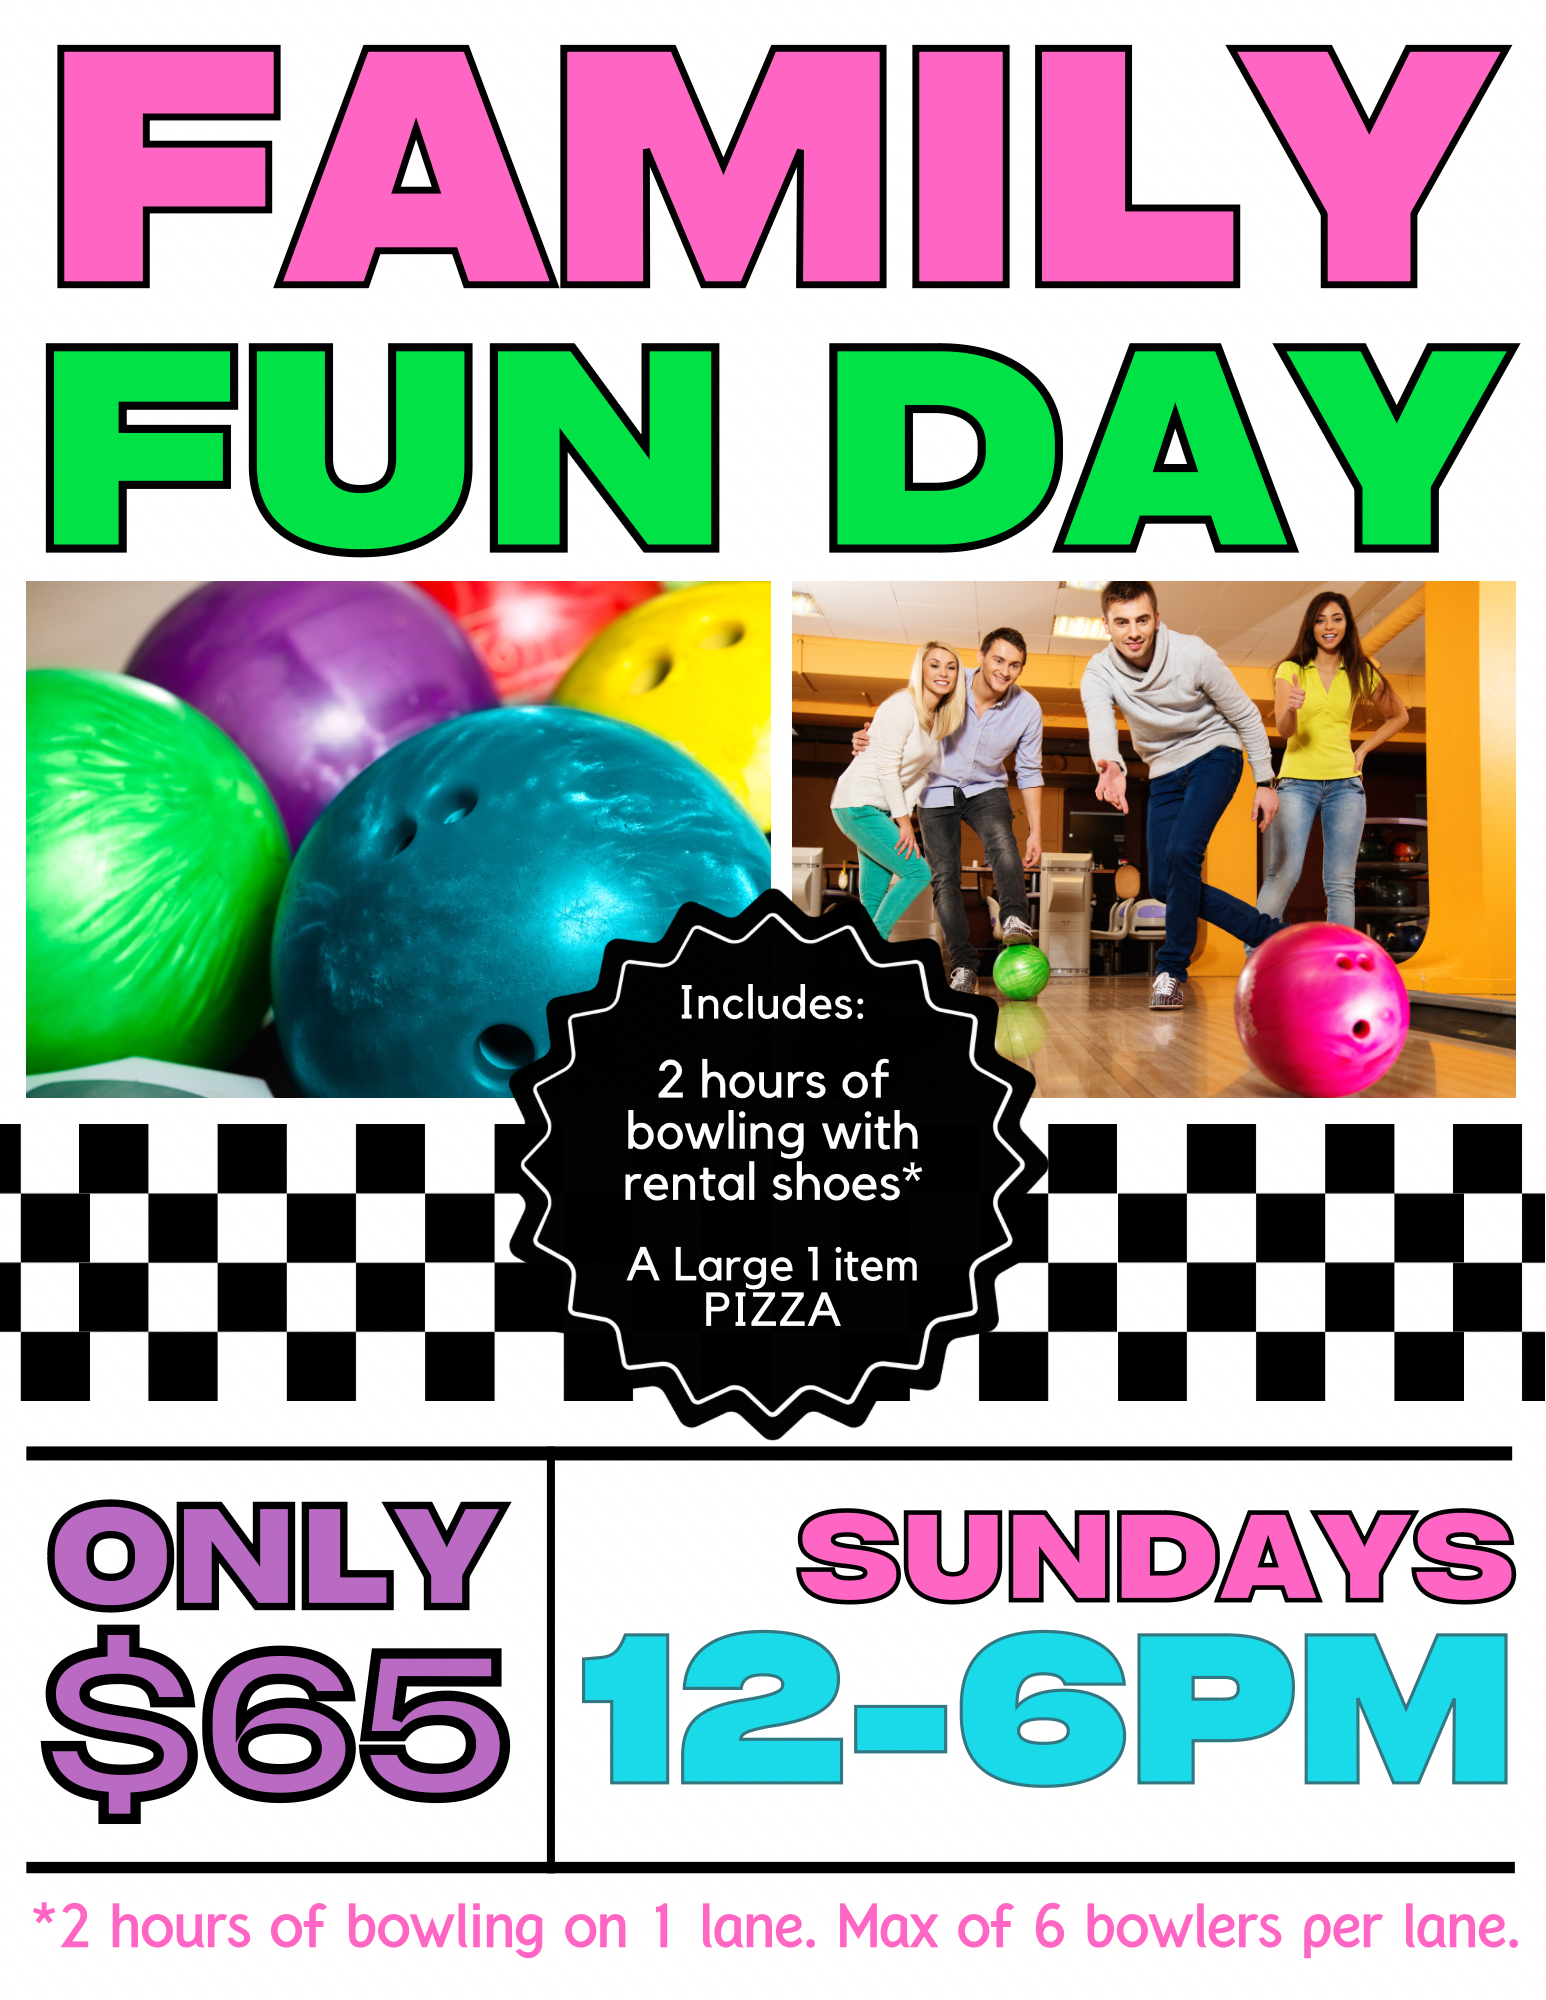 FAMILY
FUN DAY
Includes:
2 hours of
bowling with
rental shoes*
A Large 1 item
PIZZA
ONLY
$65
SUNDAYS
12-6PM
*2 hours of bowling on 1 lane. Max of 6 bowlers per lane.